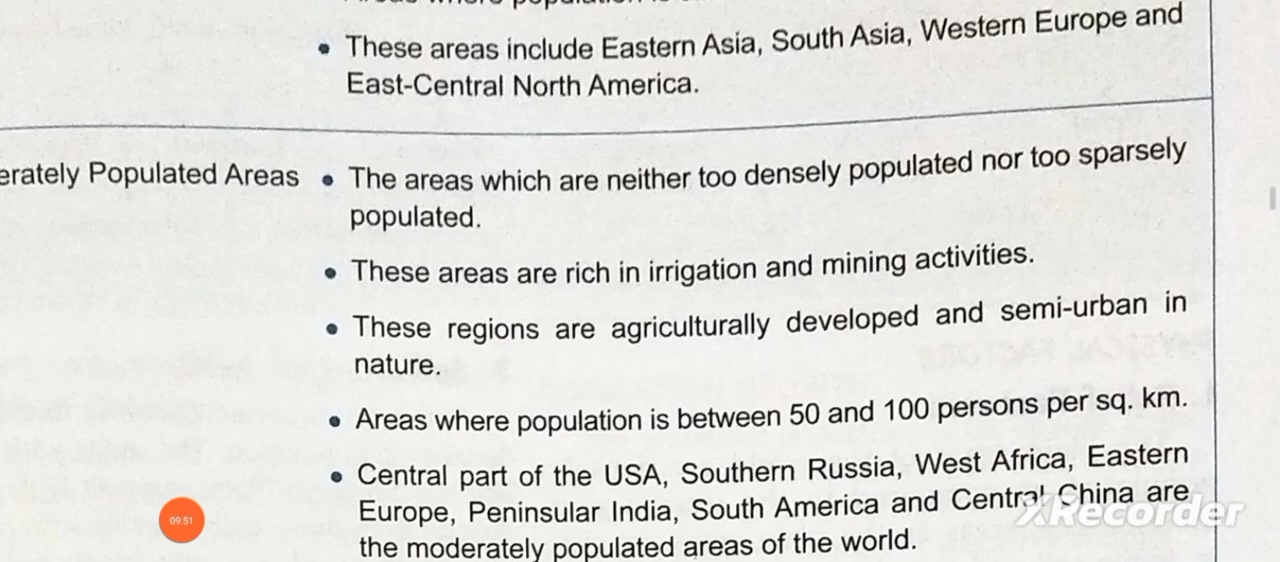 These areas include Eastern Asia, South Asia, Western Europe and
East-Central North America.
erately Populated Areas • The areas which are neither too densely populated nor too sparsely
populated.
• These areas are rich in irrigation and mining activities.
• These regions are agriculturally developed and semi-urban in
nature.
• Areas where population is between 50 and 100 persons per sq. km.
• Central part of the USA, Southern Russia, West Africa, Eastern
Europe, Peninsular India, South America and Central China are
the moderately populated areas of the world.
09:51
XRecorder